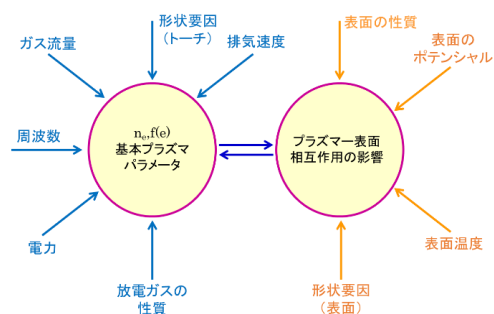 ガス流量
形状要因
（トーチ）
排気速度
周波数
nₑ,f(e)
基本プラズマ
パラメータ
電力
放電ガスの
性質
表面の性質
表面の
ポテンシャル
プラズマー表面
相互作用の影響
表面温度
形状要因
（表面）